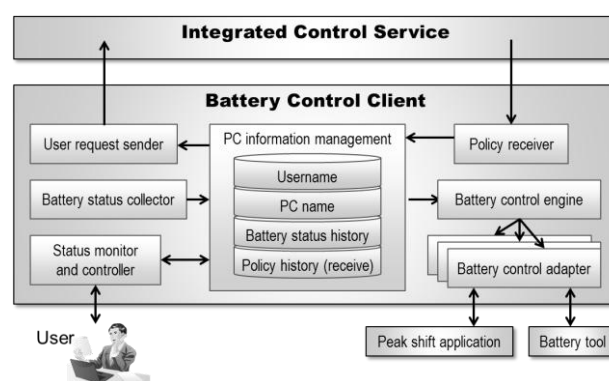 Integrated Control Service
Battery Control Client
User request sender
PC information management
Policy receiver
Username
Battery status collector
PC name
Battery control engine
Battery status history
Status monitor
and controller
Policy history (receive)
Battery control adapter
User
Peak shift application
Battery tool